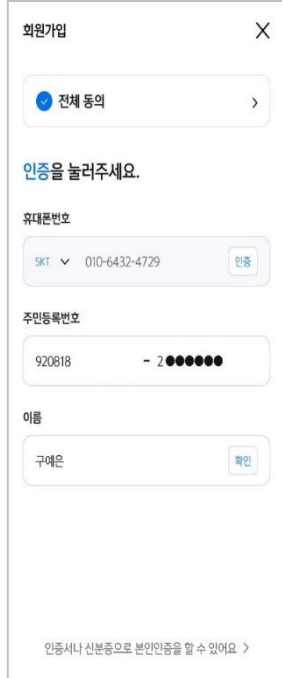 회원가입 X
전체 동의 >
인증을 눌러주세요.
휴대폰번호
SKT 010-6432-4729 인증
주민등록번호
920818 - 2●●●●●●
이름
구예은 확인
인증서나 신분증으로 본인인증을 할 수 있어요 >